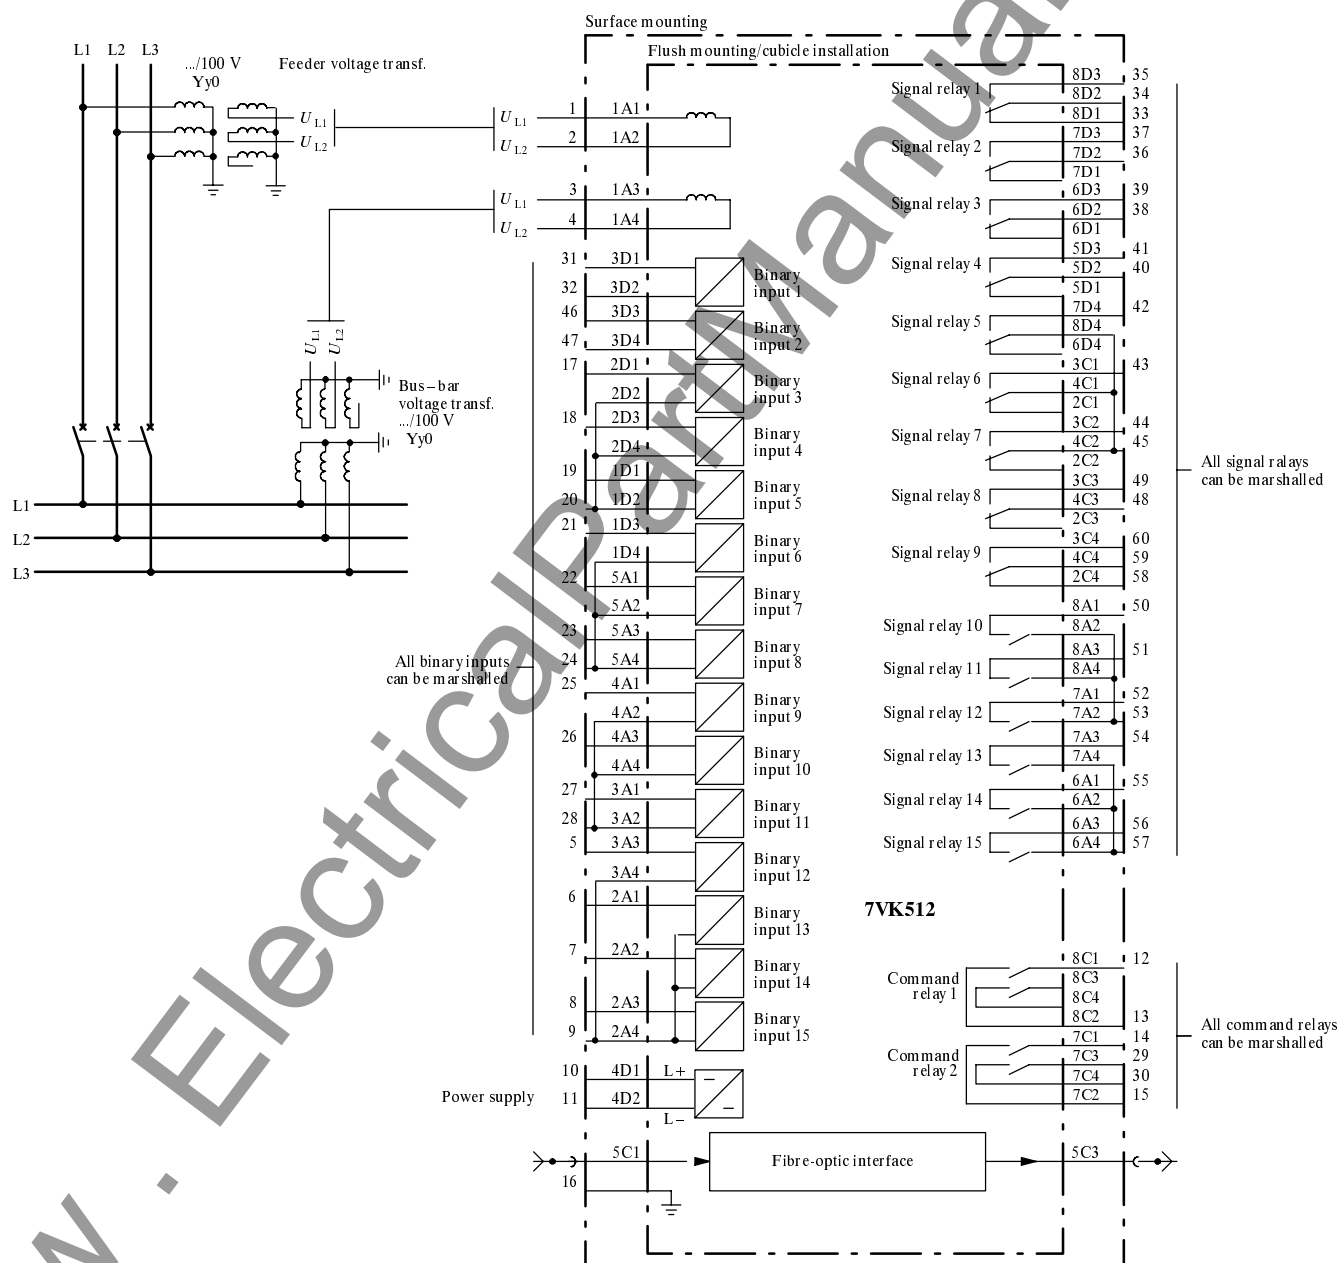 Surface mounting
Flush mounting/cubicle installation
L1 L2 L3
.../100 V
Yy0
Feeder voltage transf.
U L1
U L2
U L1
U L2
1 1A1
2 1A2
U L1
U L2
3 1A3
4 1A4
U L1
U L2
Bus-bar
voltage transf.
.../100 V
Yy0
L1
L2
L3
All binary inputs
can be marshalled
31 3D1
32 3D2
Binary
input 1
46 3D3
47 3D4
Binary
input 2
17 2D1
2D2
Binary
input 3
18 2D3
2D4
Binary
input 4
19 1D1
20 1D2
Binary
input 5
21 1D3
1D4
Binary
input 6
22 5A1
5A2
Binary
input 7
23 5A3
24 5A4
Binary
input 8
25 4A1
4A2
Binary
input 9
26 4A3
4A4
Binary
input 10
27 3A1
28 3A2
Binary
input 11
5 3A3
3A4
Binary
input 12
6 2A1
Binary
input 13
7 2A2
Binary
input 14
8 2A3
9 2A4
Binary
input 15
Power supply
10 4D1 L+
11 4D2 L–
5C1
16
Fibre-optic interface
5C3
Signal relay 1
8D3 35
8D2 34
8D1 33
Signal relay 2
7D3 37
7D2 36
7D1
Signal relay 3
6D3 39
6D2 38
6D1
Signal relay 4
5D3 41
5D2 40
5D1
Signal relay 5
7D4 42
8D4
6D4
Signal relay 6
3C1 43
4C1
2C1
Signal relay 7
3C2 44
4C2 45
2C2
Signal relay 8
3C3 49
4C3 48
2C3
Signal relay 9
3C4 60
4C4 59
2C4 58
Signal relay 10
8A1 50
8A2
Signal relay 11
8A3 51
8A4
Signal relay 12
7A1 52
7A2 53
Signal relay 13
7A3 54
7A4
Signal relay 14
6A1 55
6A2
Signal relay 15
6A3 56
6A4 57
All signal ralays
can be marshalled
7VK512
Command
relay 1
8C1 12
8C3
8C4
8C2 13
Command
relay 2
7C1 14
7C3 29
7C4 30
7C2 15
All command relays
can be marshalled
w . ElectricalPartManual